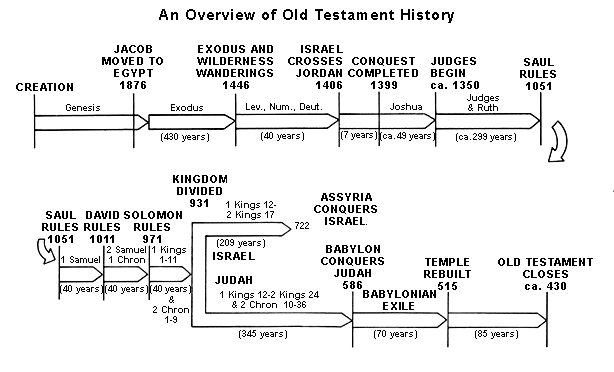 An Overview of Old Testament History
CREATION
JACOB
MOVED TO
EGYPT
1876
EXODUS AND
WILDERNESS
WANDERINGS
1446
ISRAEL
CROSSES
JORDAN
1406
CONQUEST
COMPLETED
1399
JUDGES
BEGIN
ca. 1350
SAUL
RULES
1051
Genesis
Exodus
(430 years)
Lev., Num., Deut.
(40 years)
(7 years)
Joshua
(ca.49 years)
Judges
& Ruth
(ca.299 years)
SAUL
RULES
1051
DAVID
RULES
1011
SOLOMON
RULES
971
KINGDOM
DIVIDED
931
1 Samuel
(40 years)
2 Samuel
1 Chron
(40 years)
1 Kings
1-11
(40 years)
&
2 Chron
1-9
1 Kings 12-
2 Kings 17
(209 years)
ISRAEL
722
ASSYRIA
CONQUERS
ISRAEL.
JUDAH
1 Kings 12-2 Kings 24
& 2 Chron 10-36
(345 years)
BABYLON
CONQUERS
JUDAH
586
BABYLONIAN
EXILE
(70 years)
TEMPLE
REBUILT
515
(85 years)
OLD TESTAMENT
CLOSES
ca. 430